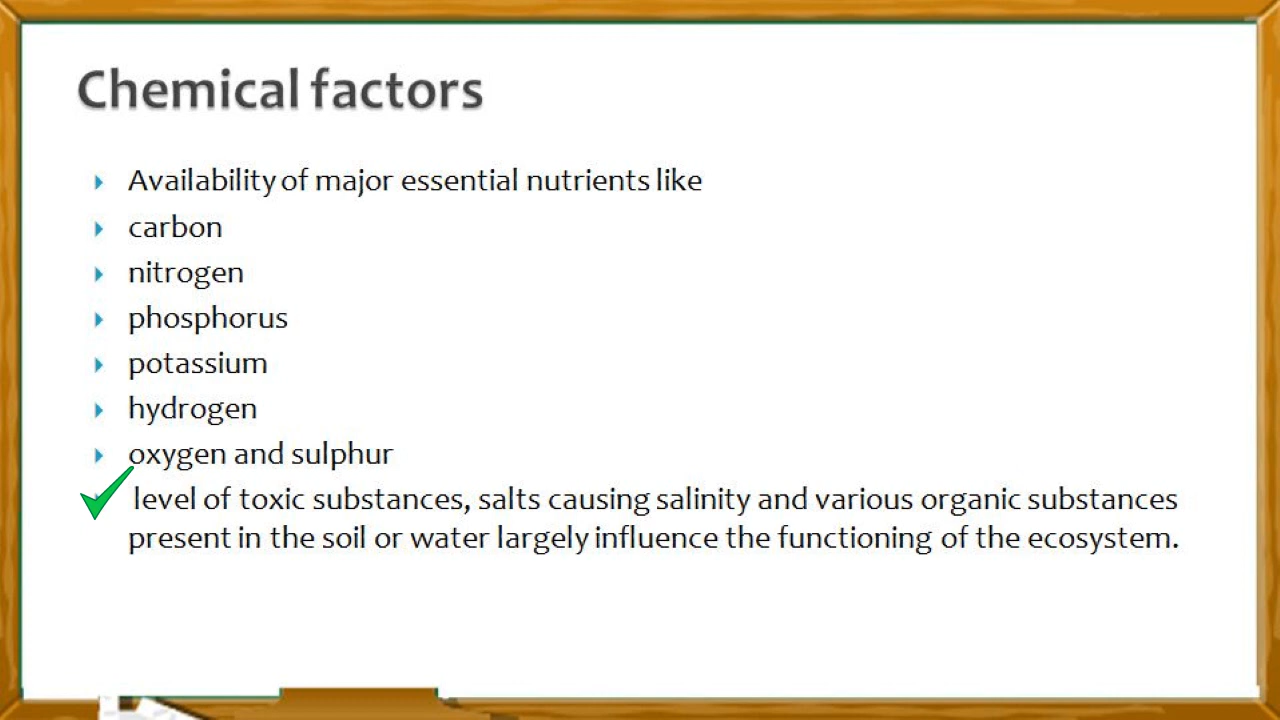 Chemical factors
Availability of major essential nutrients like
carbon
nitrogen
phosphorus
potassium
hydrogen
oxygen and sulphur
level of toxic substances, salts causing salinity and various organic substances
present in the soil or water largely influence the functioning of the ecosystem.